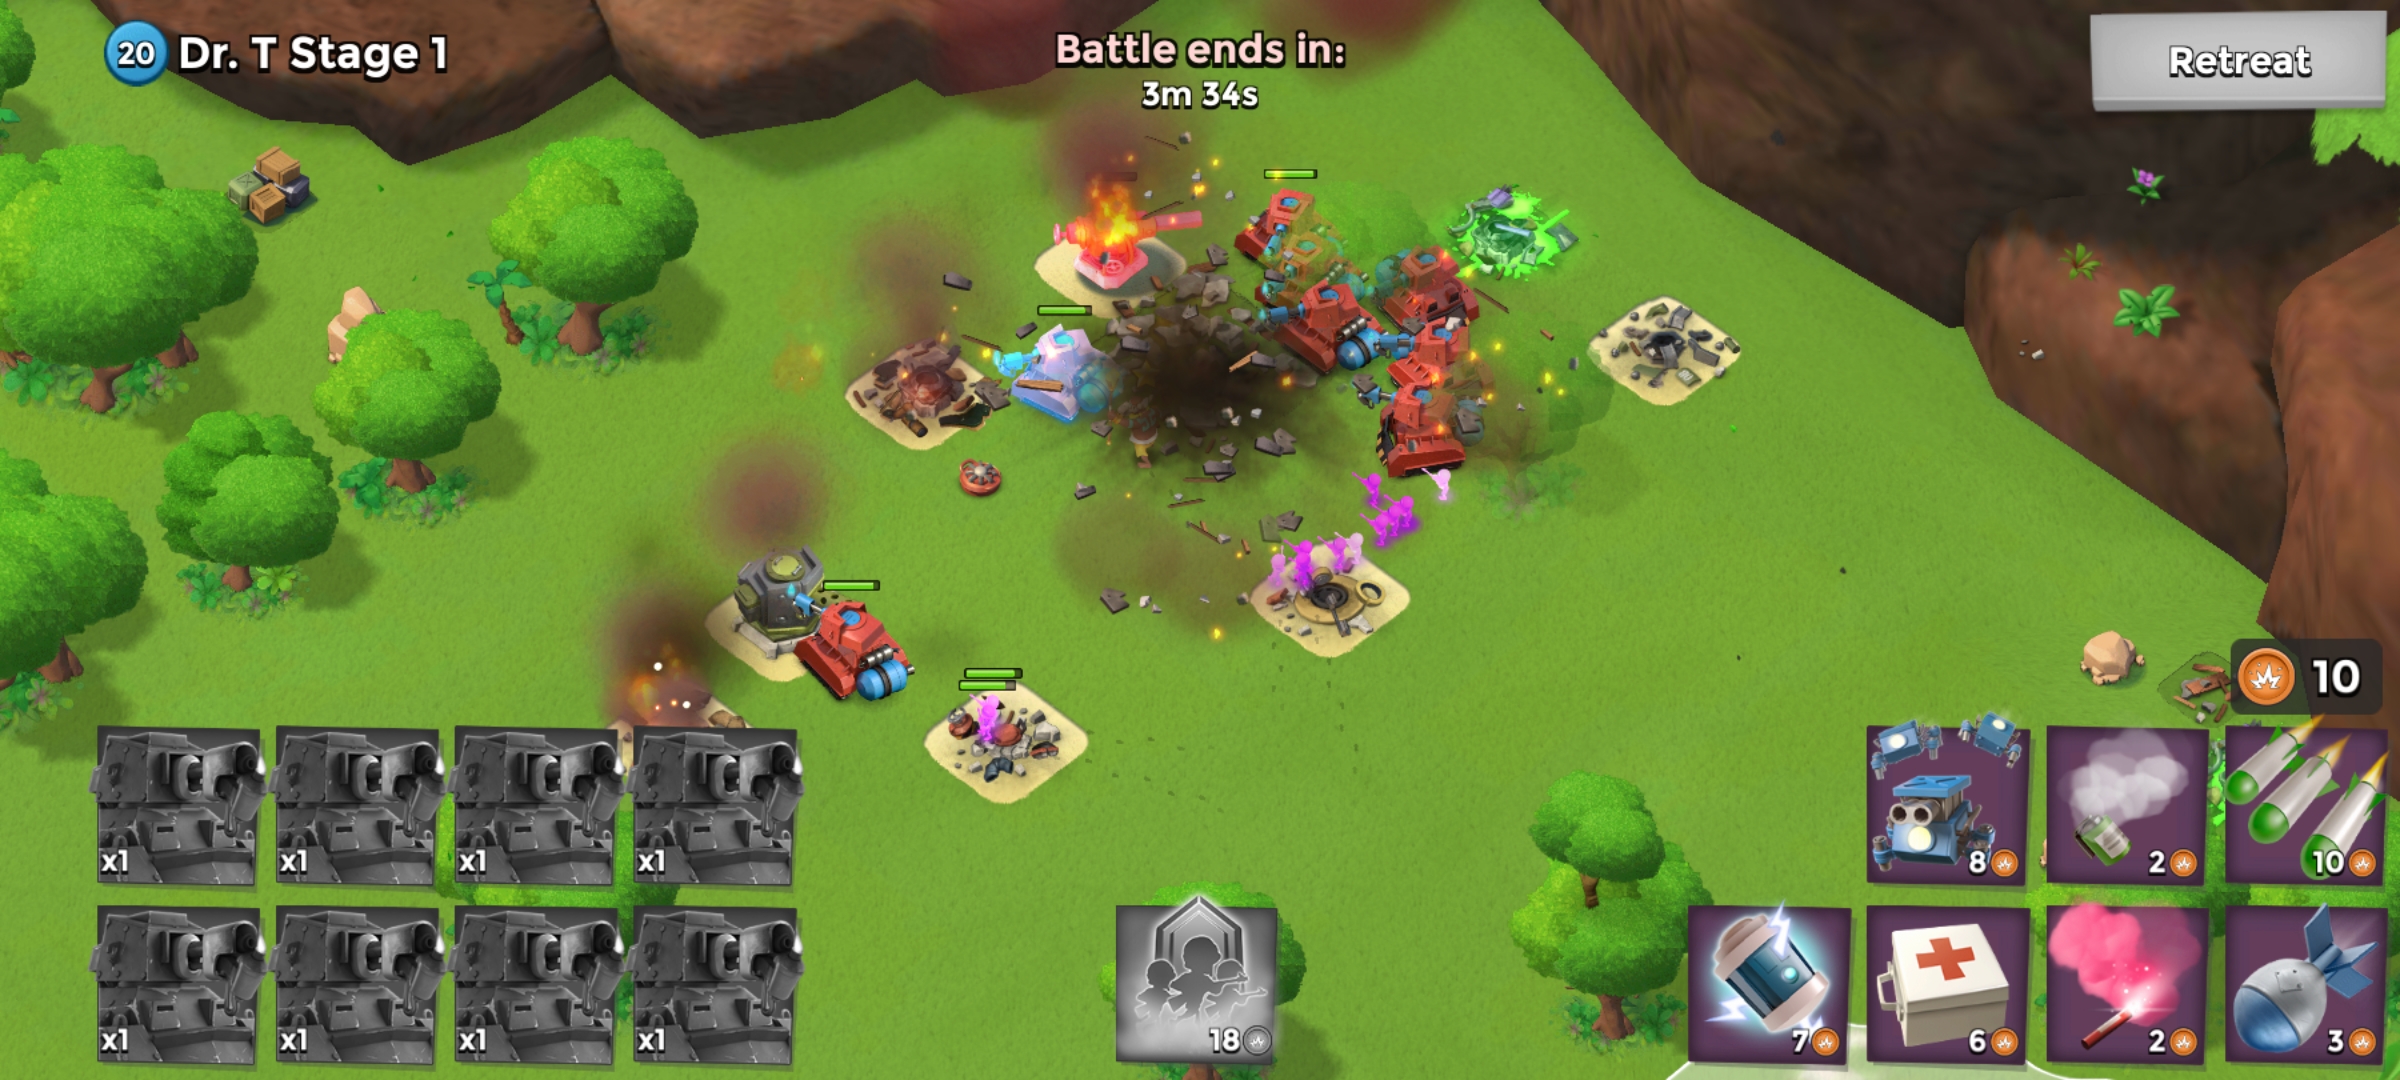 20 Dr. T Stage 1
Battle ends in:
3m 34s
Retreat
10
x1 x1 x1 x1
8 2 10
x1 x1 x1 x1
18
7 6 2 3